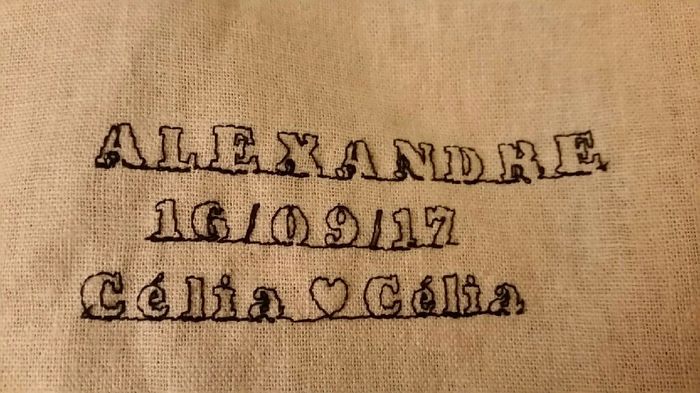 ALEXANDRE
16/09/17
Célia ♡ Célia